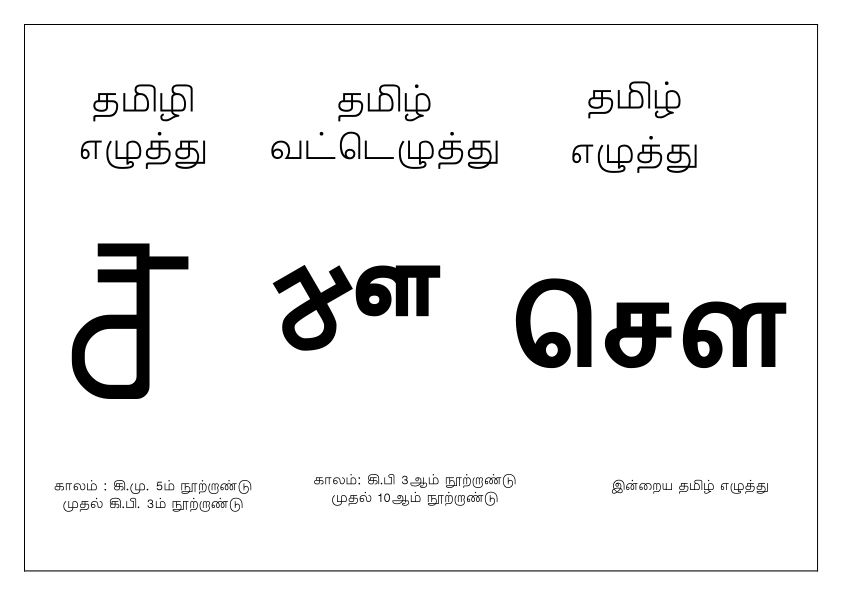 தமிழி
எழுத்து
தமிழ்
வட்டெழுத்து
தமிழ்
எழுத்து
சௌ
காலம் : கி.மு. 5ம் நூற்றாண்டு
முதல் கி.பி. 3ம் நூற்றாண்டு
காலம்: கி.பி 3ஆம் நூற்றாண்டு
முதல் 10ஆம் நூற்றாண்டு
இன்றைய தமிழ் எழுத்து